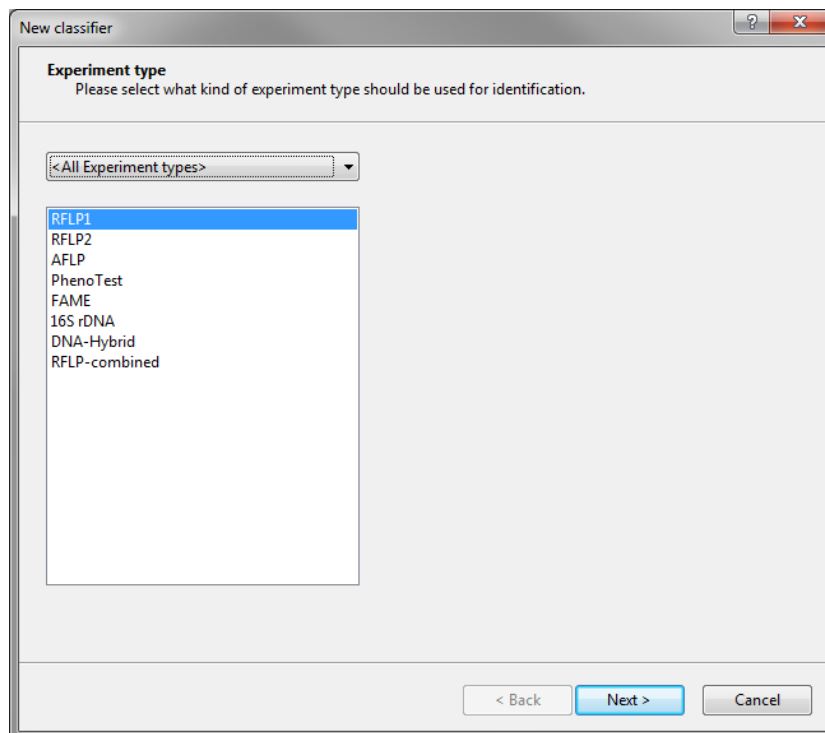 New classifier
Experiment type
Please select what kind of experiment type should be used for identification.
<All Experiment types>
RFLP1
RFLP2
AFLP
PhenoTest
FAME
16S rDNA
DNA-Hybrid
RFLP-combined
< Back Next > Cancel